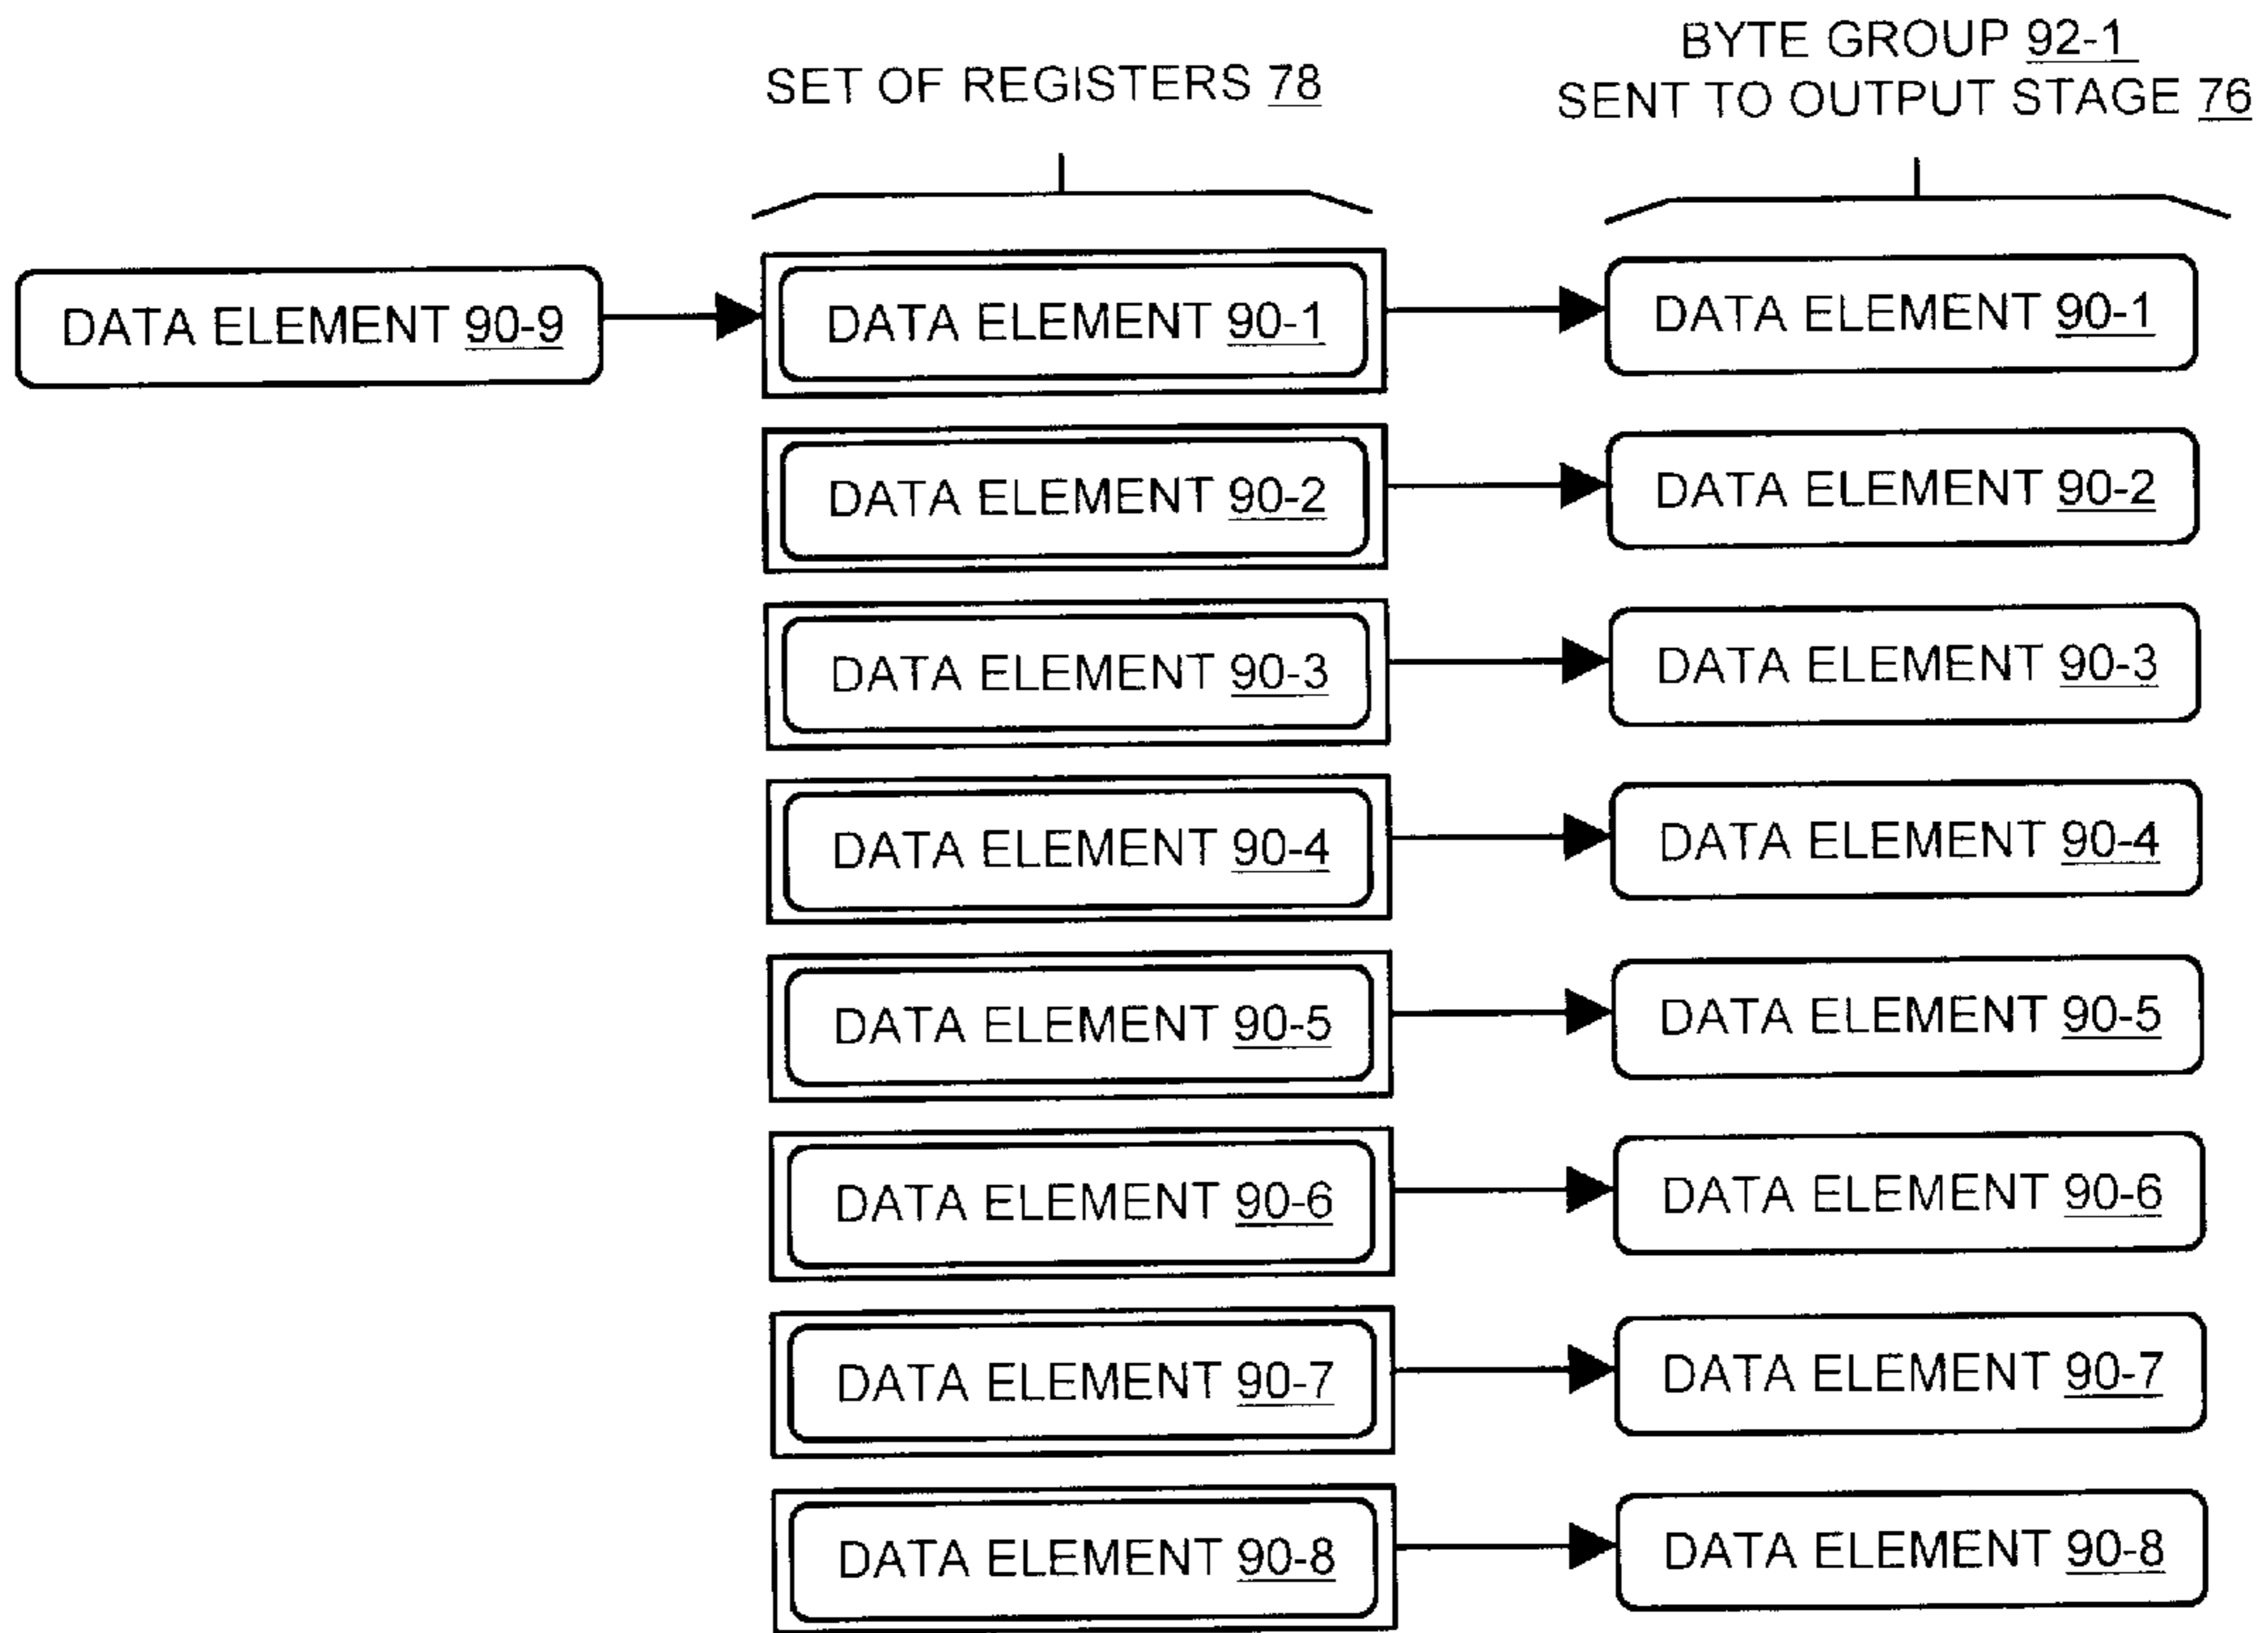 BYTE GROUP 92-1
SET OF REGISTERS 78
SENT TO OUTPUT STAGE 76
DATA ELEMENT 90-9
DATA ELEMENT 90-1
DATA ELEMENT 90-1
DATA ELEMENT 90-2
DATA ELEMENT 90-2
DATA ELEMENT 90-3
DATA ELEMENT 90-3
DATA ELEMENT 90-4
DATA ELEMENT 90-4
DATA ELEMENT 90-5
DATA ELEMENT 90-5
DATA ELEMENT 90-6
DATA ELEMENT 90-6
DATA ELEMENT 90-7
DATA ELEMENT 90-7
DATA ELEMENT 90-8
DATA ELEMENT 90-8